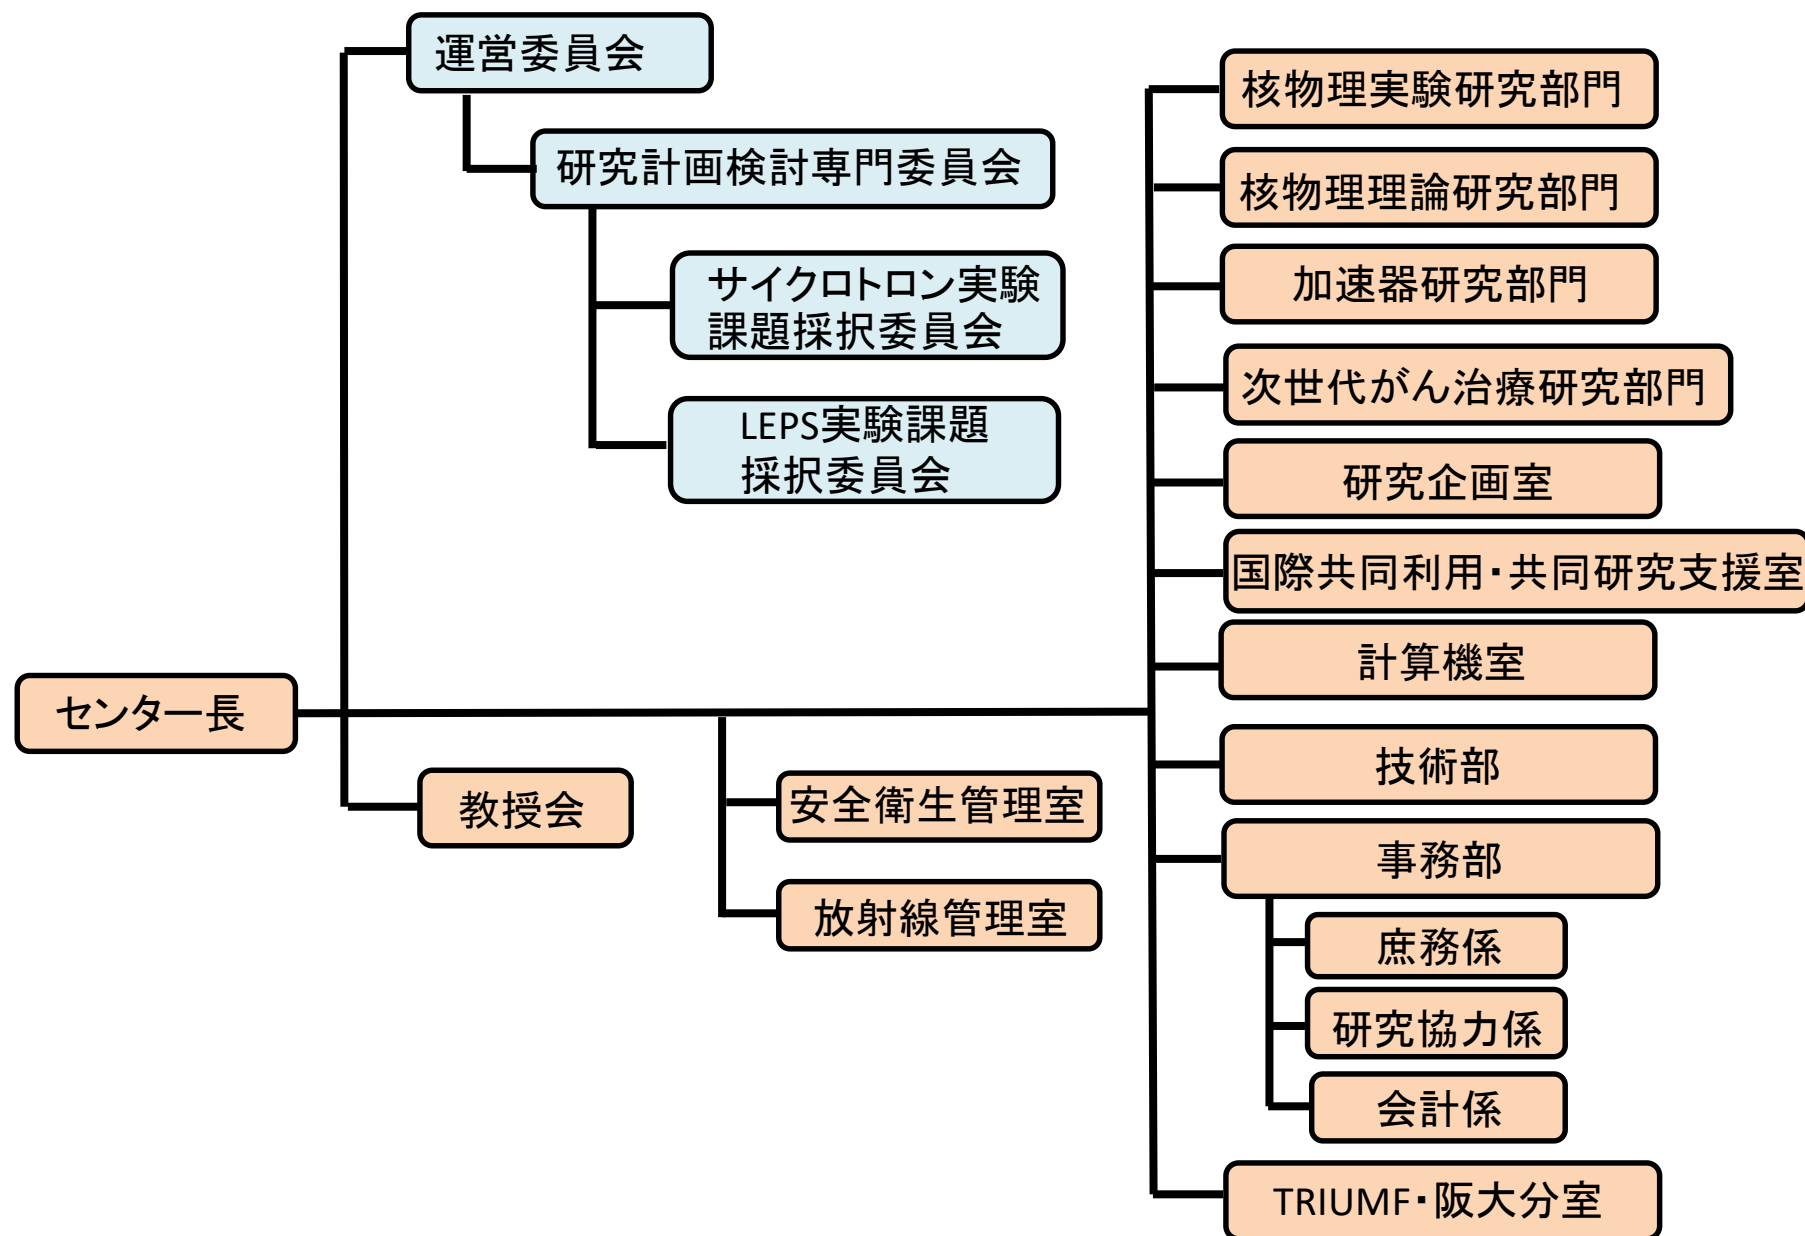 運営委員会
研究計画検討専門委員会
サイクロトロン実験
課題採択委員会
LEPS実験課題
採択委員会
センター長
教授会
安全衛生管理室
放射線管理室
核物理実験研究部門
核物理理論研究部門
加速器研究部門
次世代がん治療研究部門
研究企画室
国際共同利用・共同研究支援室
計算機室
技術部
事務部
庶務係
研究協力係
会計係
TRIUMF・阪大分室